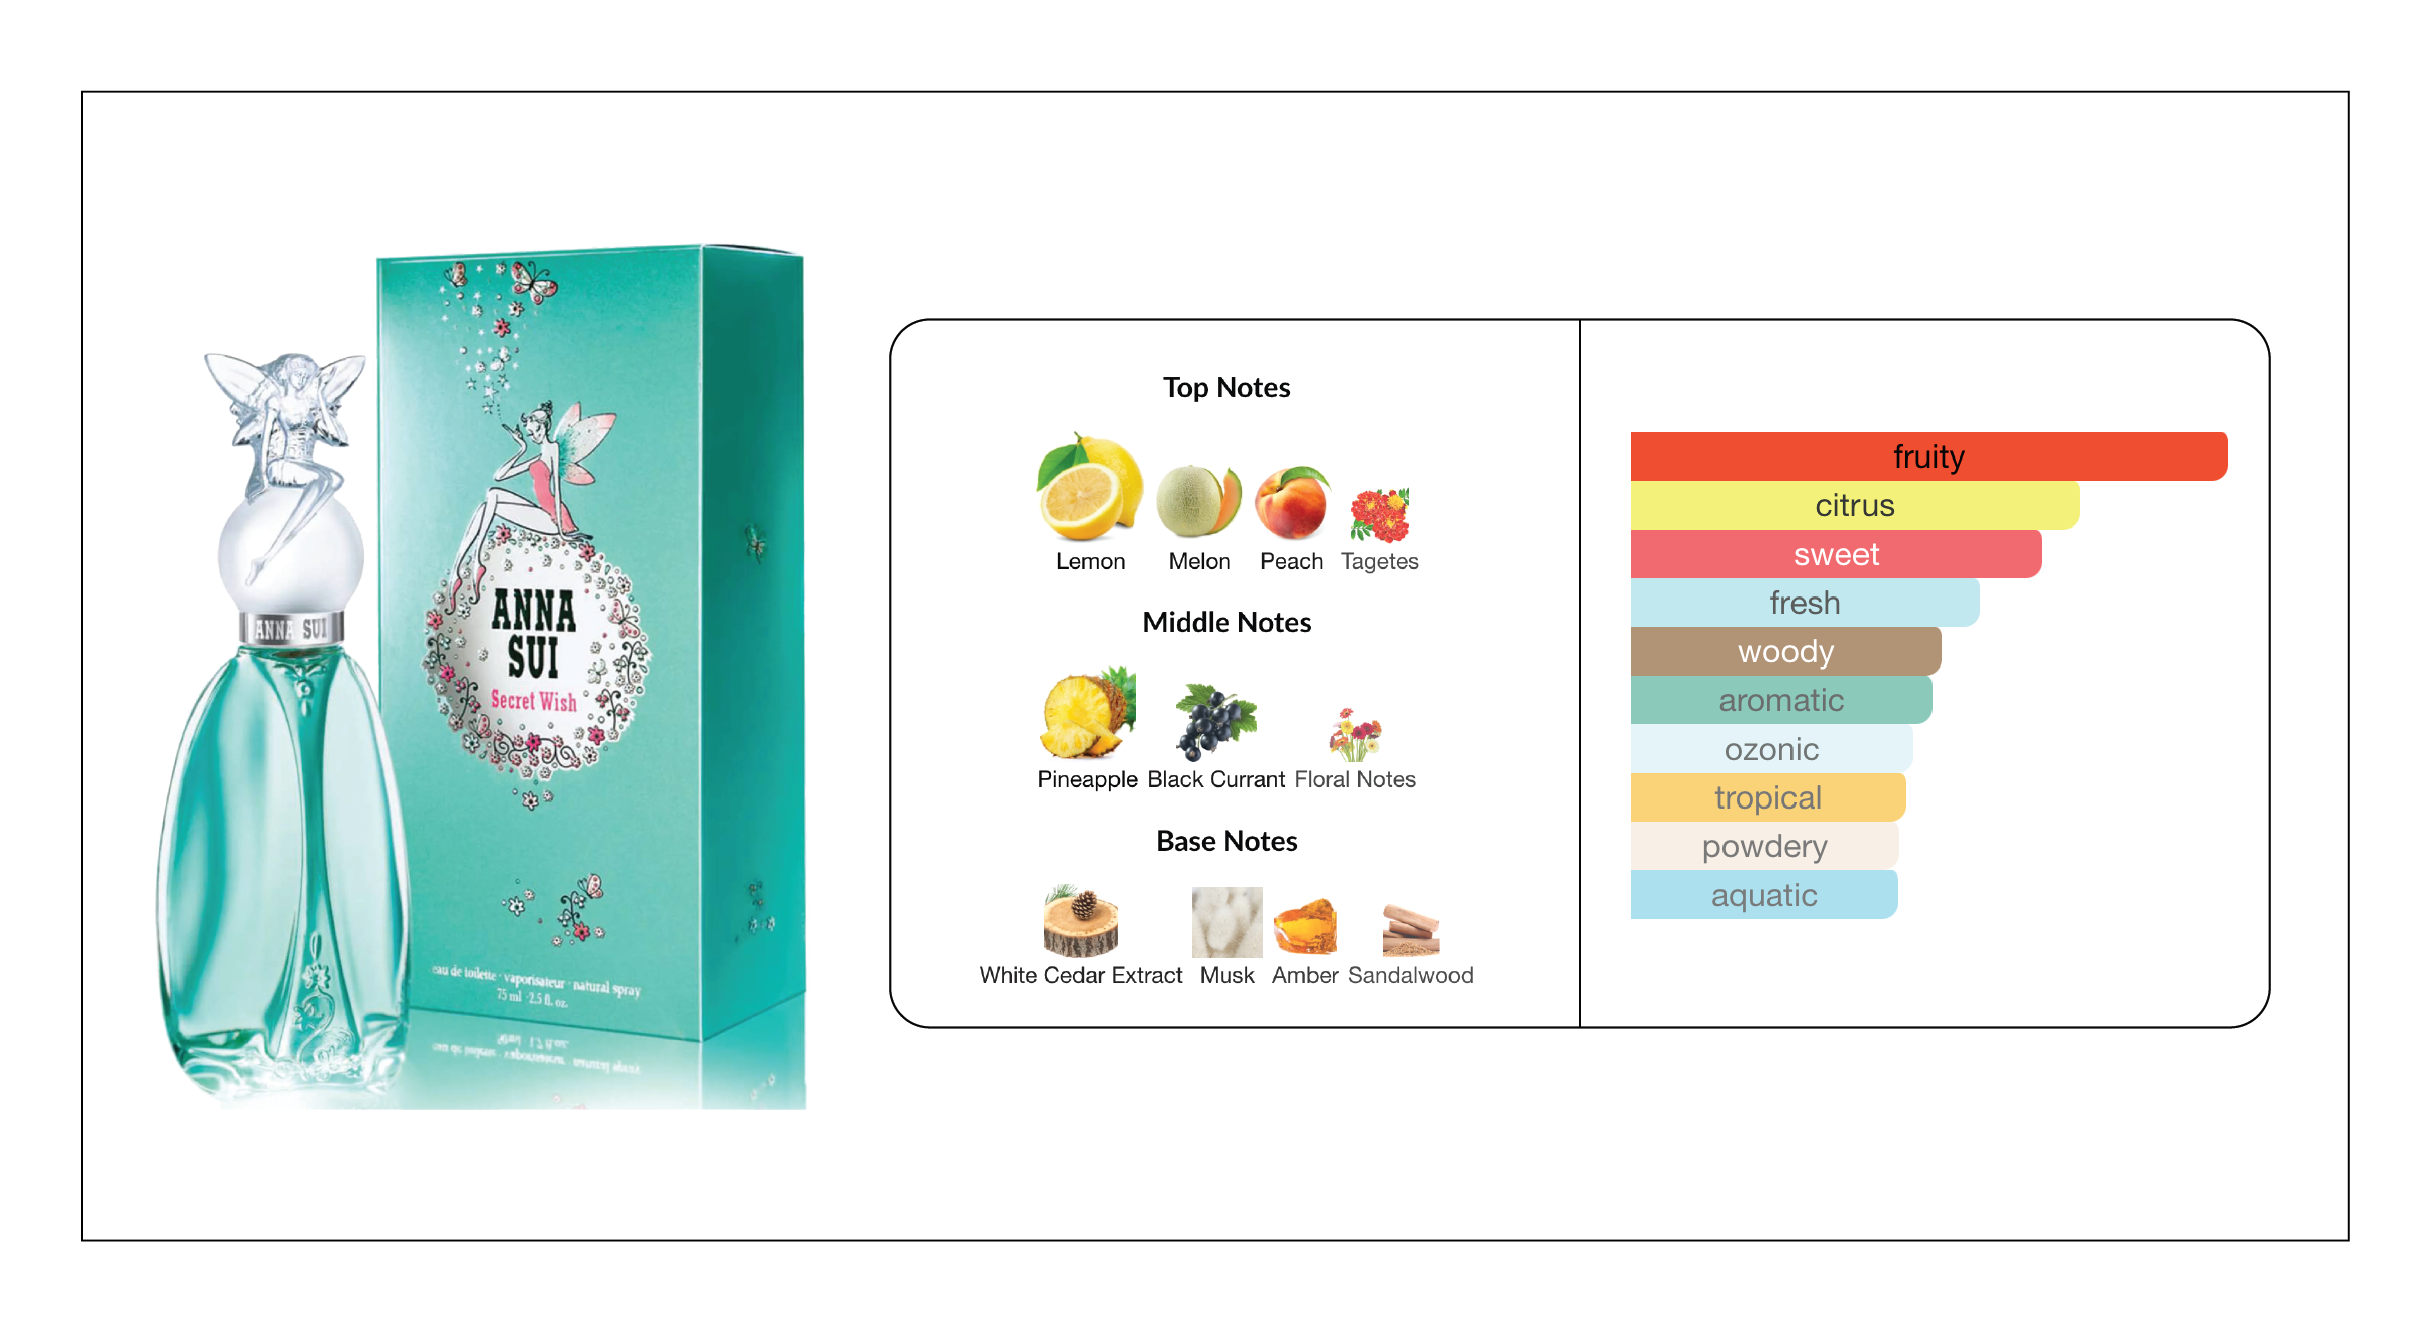 ANNA SUI
ANNA
SUI
Secret Wish
eau de toilette · vaporisateur · natural spray
75 ml · 2.5 fl. oz.
Top Notes
Lemon Melon Peach Tagetes
Middle Notes
Pineapple Black Currant Floral Notes
Base Notes
White Cedar Extract Musk Amber Sandalwood
fruity
citrus
sweet
fresh
woody
aromatic
ozonic
tropical
powdery
aquatic